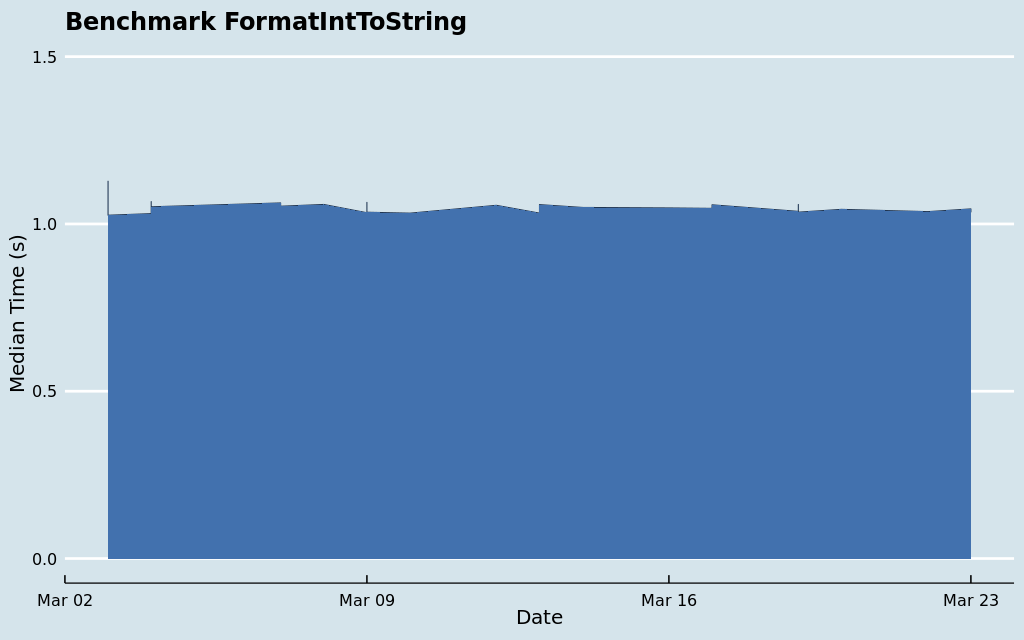 Benchmark FormatIntToString
1.5
1.0
0.5
0.0
Median Time (s)
Mar 02
Mar 09
Mar 16
Mar 23
Date